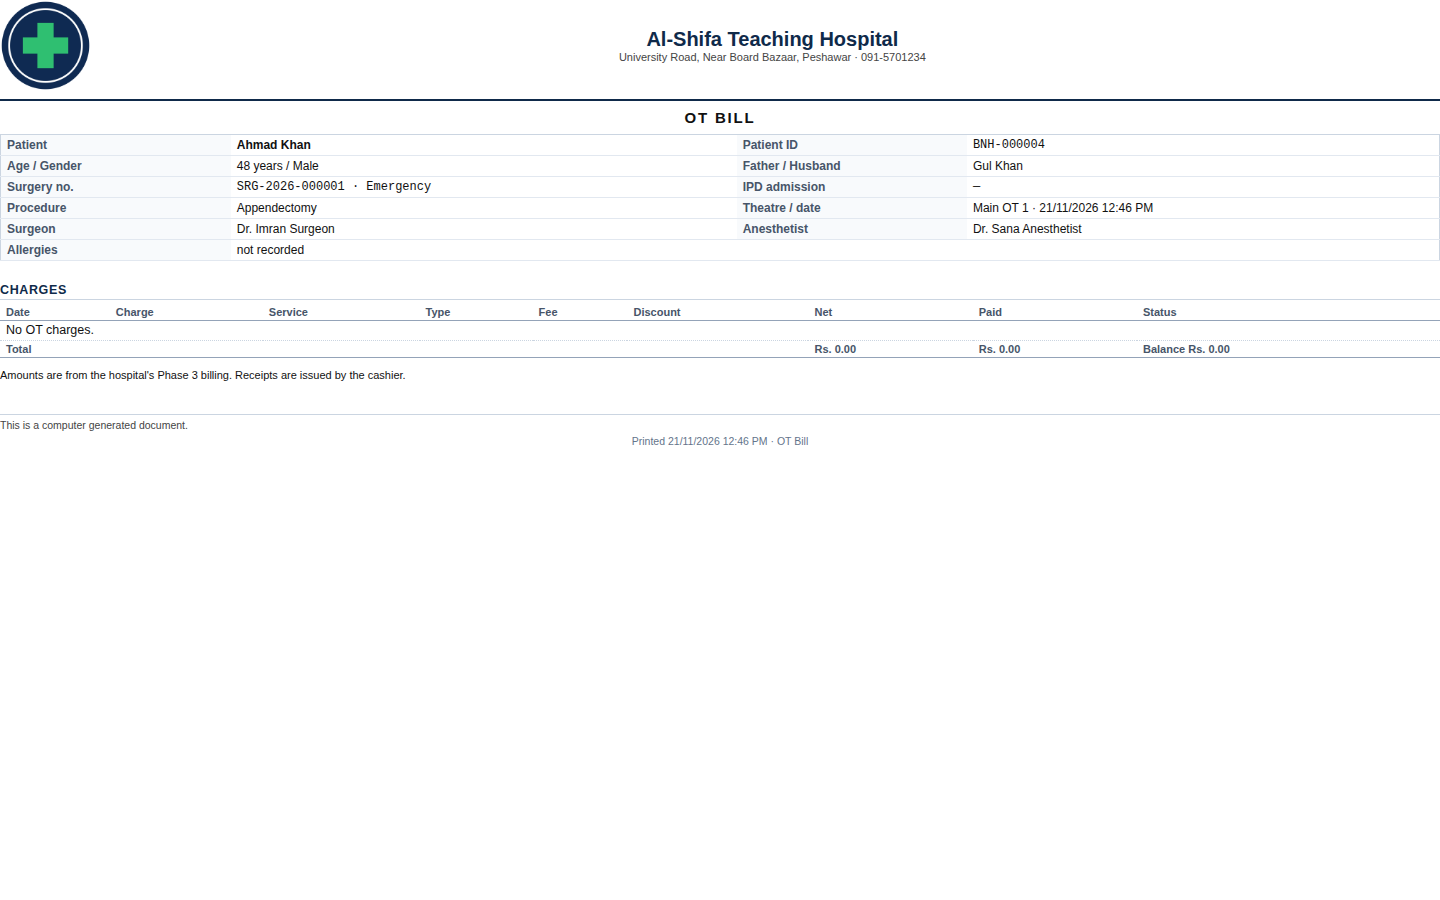 Al-Shifa Teaching Hospital
University Road, Near Board Bazaar, Peshawar · 091-5701234
OT BILL
Patient Ahmad Khan Patient ID BNH-000004
Age / Gender 48 years / Male Father / Husband Gul Khan
Surgery no. SRG-2026-000001 · Emergency IPD admission —
Procedure Appendectomy Theatre / date Main OT 1 · 21/11/2026 12:46 PM
Surgeon Dr. Imran Surgeon Anesthetist Dr. Sana Anesthetist
Allergies not recorded
CHARGES
Date Charge Service Type Fee Discount Net Paid Status
No OT charges.
Total Rs. 0.00 Rs. 0.00 Balance Rs. 0.00
Amounts are from the hospital's Phase 3 billing. Receipts are issued by the cashier.
This is a computer generated document.
Printed 21/11/2026 12:46 PM · OT Bill